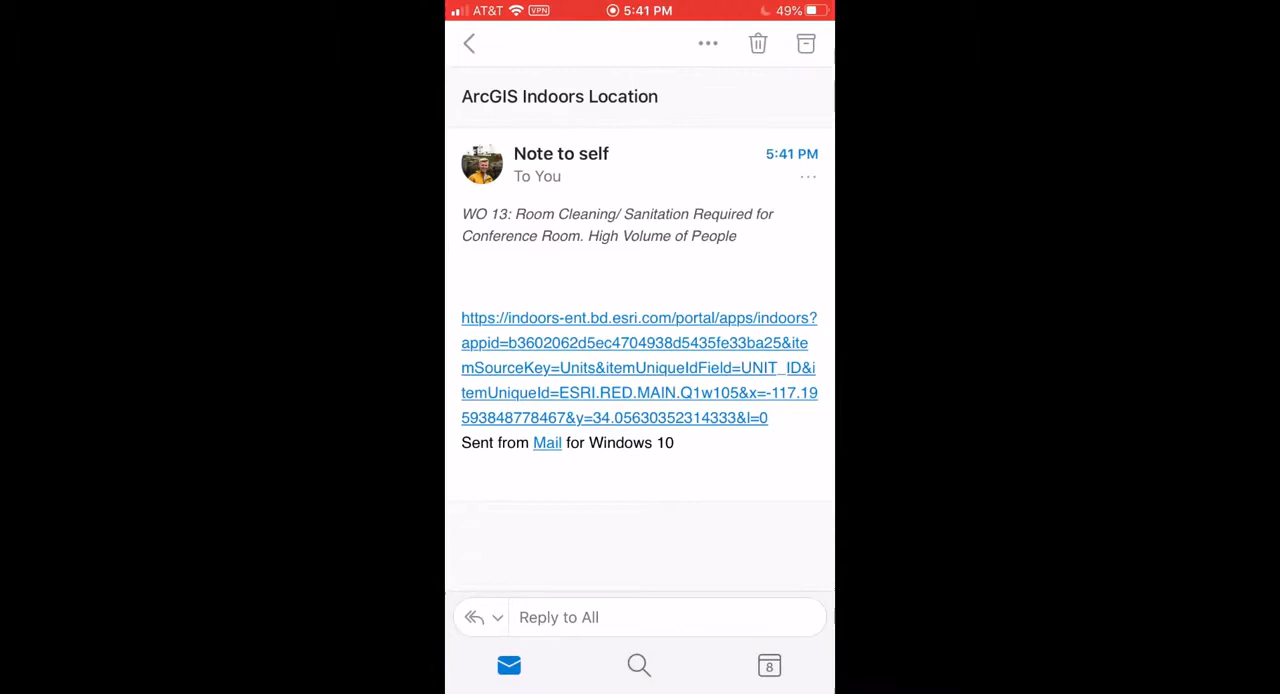 AT&T VPN 5:41 PM 49%
ArcGIS Indoors Location
Note to self 5:41 PM
To You
WO 13: Room Cleaning/ Sanitation Required for
Conference Room. High Volume of People
https://indoors-ent.bd.esri.com/portal/apps/indoors?
appid=b3602062d5ec4704938d5435fe33ba25&ite
mSourceKey=Units&itemUniqueIdField=UNIT_ID&i
temUniqueId=ESRI.RED.MAIN.Q1w105&x=-117.19
593848778467&y=34.05630352314333&l=0
Sent from Mail for Windows 10
Reply to All
8